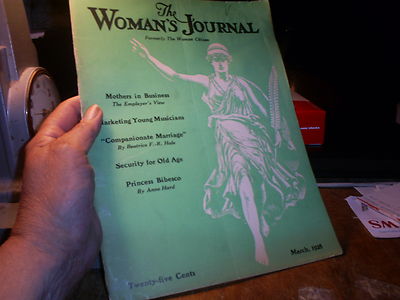 The
WOMAN'S JOURNAL
Formerly The Woman Citizen
Mothers in Business
The Employer's View
Marketing Young Musicians
"Companionate Marriage"
By Beatrice F.-R. Hale
Security for Old Age
Princess Bibesco
By Anne Hard
March, 1928
Twenty-five Cents